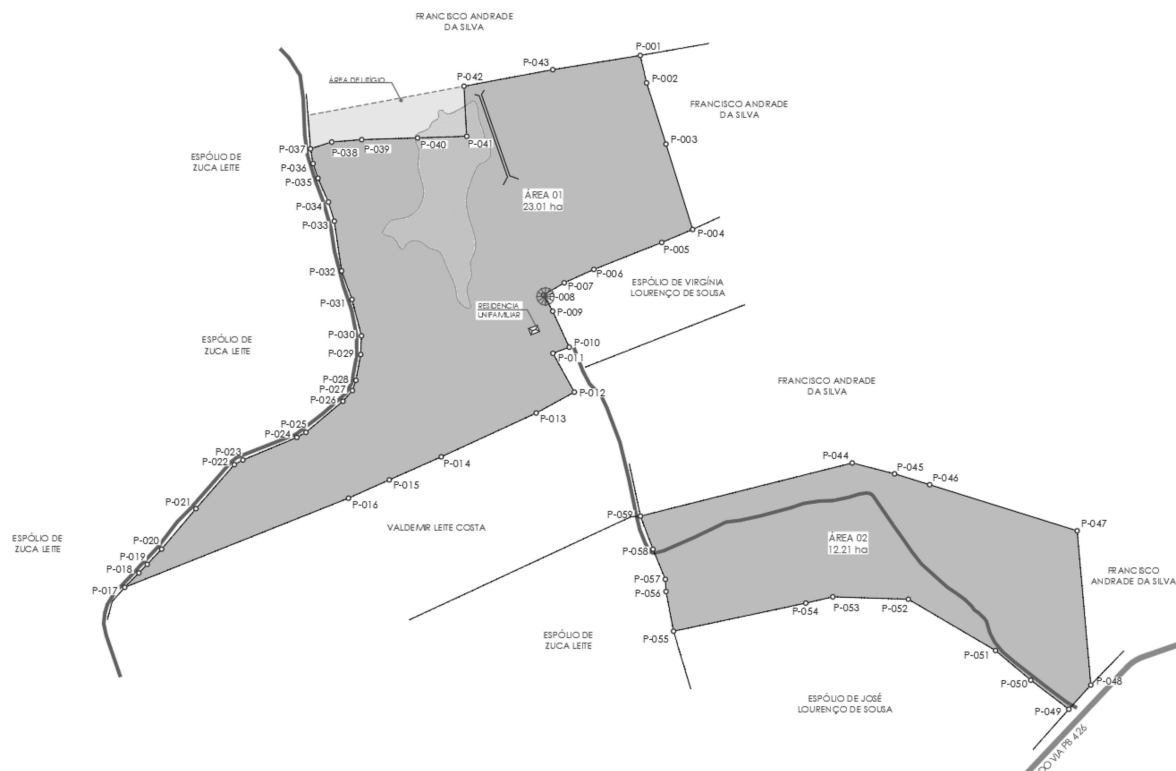 FRANCISCO ANDRADE
DA SILVA
P-001
P-043
P-042
ÁREA DE LITÍGIO
P-002
FRANCISCO ANDRADE
DA SILVA
P-003
P-037
P-038
P-039
P-040
P-041
ESPÓLIO DE
ZUCA LEITE
P-036
P-035
P-034
P-033
ÁREA 01
23.01 ha
P-004
P-005
P-006
P-007
P-008
P-009
ESPÓLIO DE VIRGÍNIA
LOURENÇO DE SOUSA
P-032
P-031
RESIDENCIA
UNIFAMILIAR
P-030
P-029
P-010
P-011
ESPÓLIO DE
ZUCA LEITE
P-028
P-027
P-026
P-012
P-013
FRANCISCO ANDRADE
DA SILVA
P-025
P-024
P-023
P-022
P-014
P-015
P-016
P-021
P-020
P-019
P-018
P-017
VALDEMIR LEITE COSTA
ESPÓLIO DE
ZUCA LEITE
P-044
P-045
P-046
P-047
P-059
P-058
P-057
P-056
P-055
ÁREA 02
12.21 ha
P-054
P-053
P-052
FRANCISCO
ANDRADE DA SILVA
ESPÓLIO DE
ZUCA LEITE
P-051
P-050
P-049
P-048
ESPÓLIO DE JOSÉ
LOURENÇO DE SOUSA
DO VIA PB 426